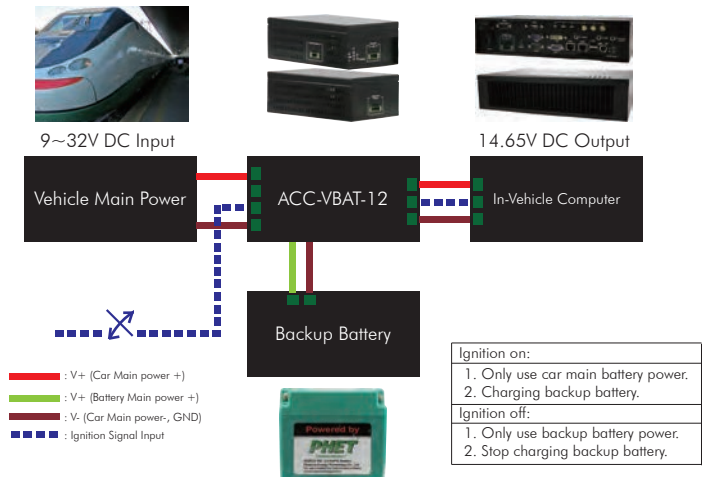 9~32V DC Input
14.65V DC Output
Vehicle Main Power
ACC-VBAT-12
In-Vehicle Computer
Backup Battery
: V+ (Car Main power +)
: V+ (Battery Main power +)
: V- (Car Main power-, GND)
: Ignition Signal Input
Ignition on:
1. Only use car main battery power.
2. Charging backup battery.
Ignition off:
1. Only use backup battery power.
2. Stop charging backup battery.
Powered by
PHET